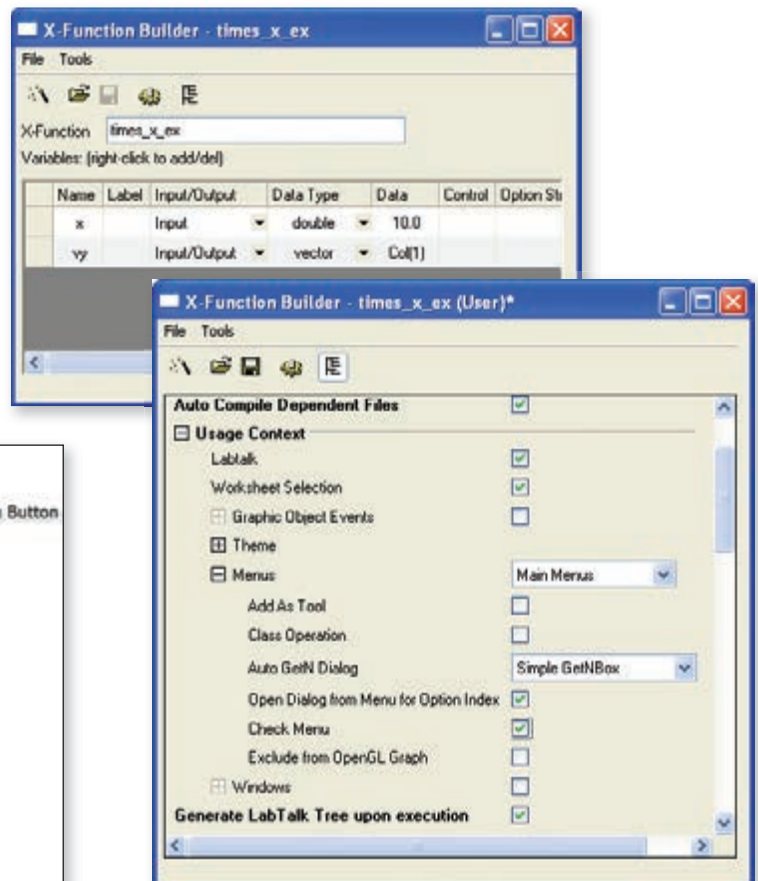 X-Function Builder - times_x_ex
File Tools
X-Function times_x_ex
Variables: (right-click to add/del)
Name Label Input/Output Data Type Data Control Option Str
x Input double 10.0
vy Input/Output vector Col(1)
X-Function Builder - times_x_ex (User)*
File Tools
Auto Compile Dependent Files
Usage Context
Labtalk
Worksheet Selection
Graphic Object Events
Theme
Menus Main Menus
Add As Tool
Class Operation
Auto GetN Dialog Simple GetNBox
Open Dialog from Menu for Option Index
Check Menu
Exclude from OpenGL Graph
Windows
Generate LabTalk Tree upon execution
Button